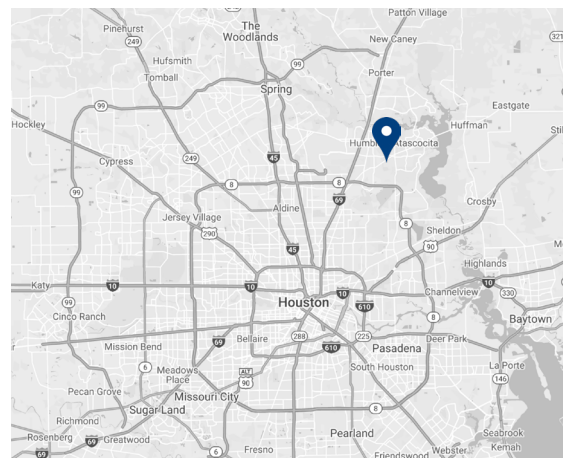 Patton Village
The
Woodlands
Pinehurst
249
New Caney
321
Hufsmith
Tomball
99
Porter
Spring
Eastgate
99
Hockley
Huffman
Humble
Atascocita
45
Cypress
249
99
8
8
69
Crosby
Aldine
Jersey Village
8
Sheldon
290
90
45
Highlands
Katy
10
10
10
10
Channelview
330
99
Houston
610
Cinco Ranch
8
Baytown
69
288
225
Mission Bend
Bellaire
610
Deer Park
Pasadena
6
Meadows
Place
ALT
90
South Houston
La Porte
146
Pecan Grove
Missouri City
Sugar Land
8
Richmond
Rosenberg
69
Greatwood
Pearland
Seabrook
69
6
Fresno
Friendswood
Webster
Kemah